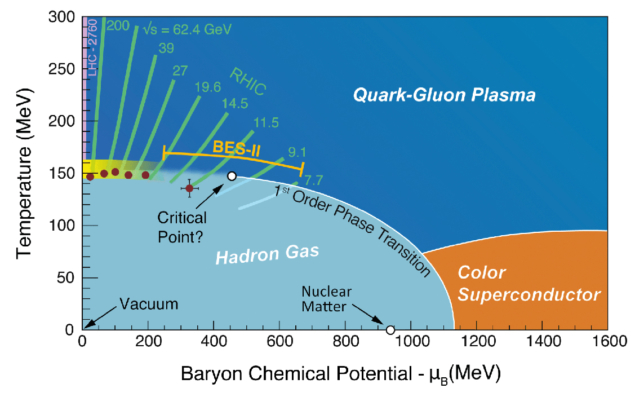 300
250
200
150
100
50
0
Temperature (MeV)
LHC - 2760
200
√s = 62.4 GeV
39
27
19.6
RHIC
14.5
11.5
9.1
7.7
BES-II
Quark-Gluon Plasma
Critical
Point?
1st Order Phase Transition
Hadron Gas
Color
Superconductor
Vacuum
Nuclear
Matter
0
200
400
600
800
1000
1200
1400
1600
Baryon Chemical Potential - μB(MeV)